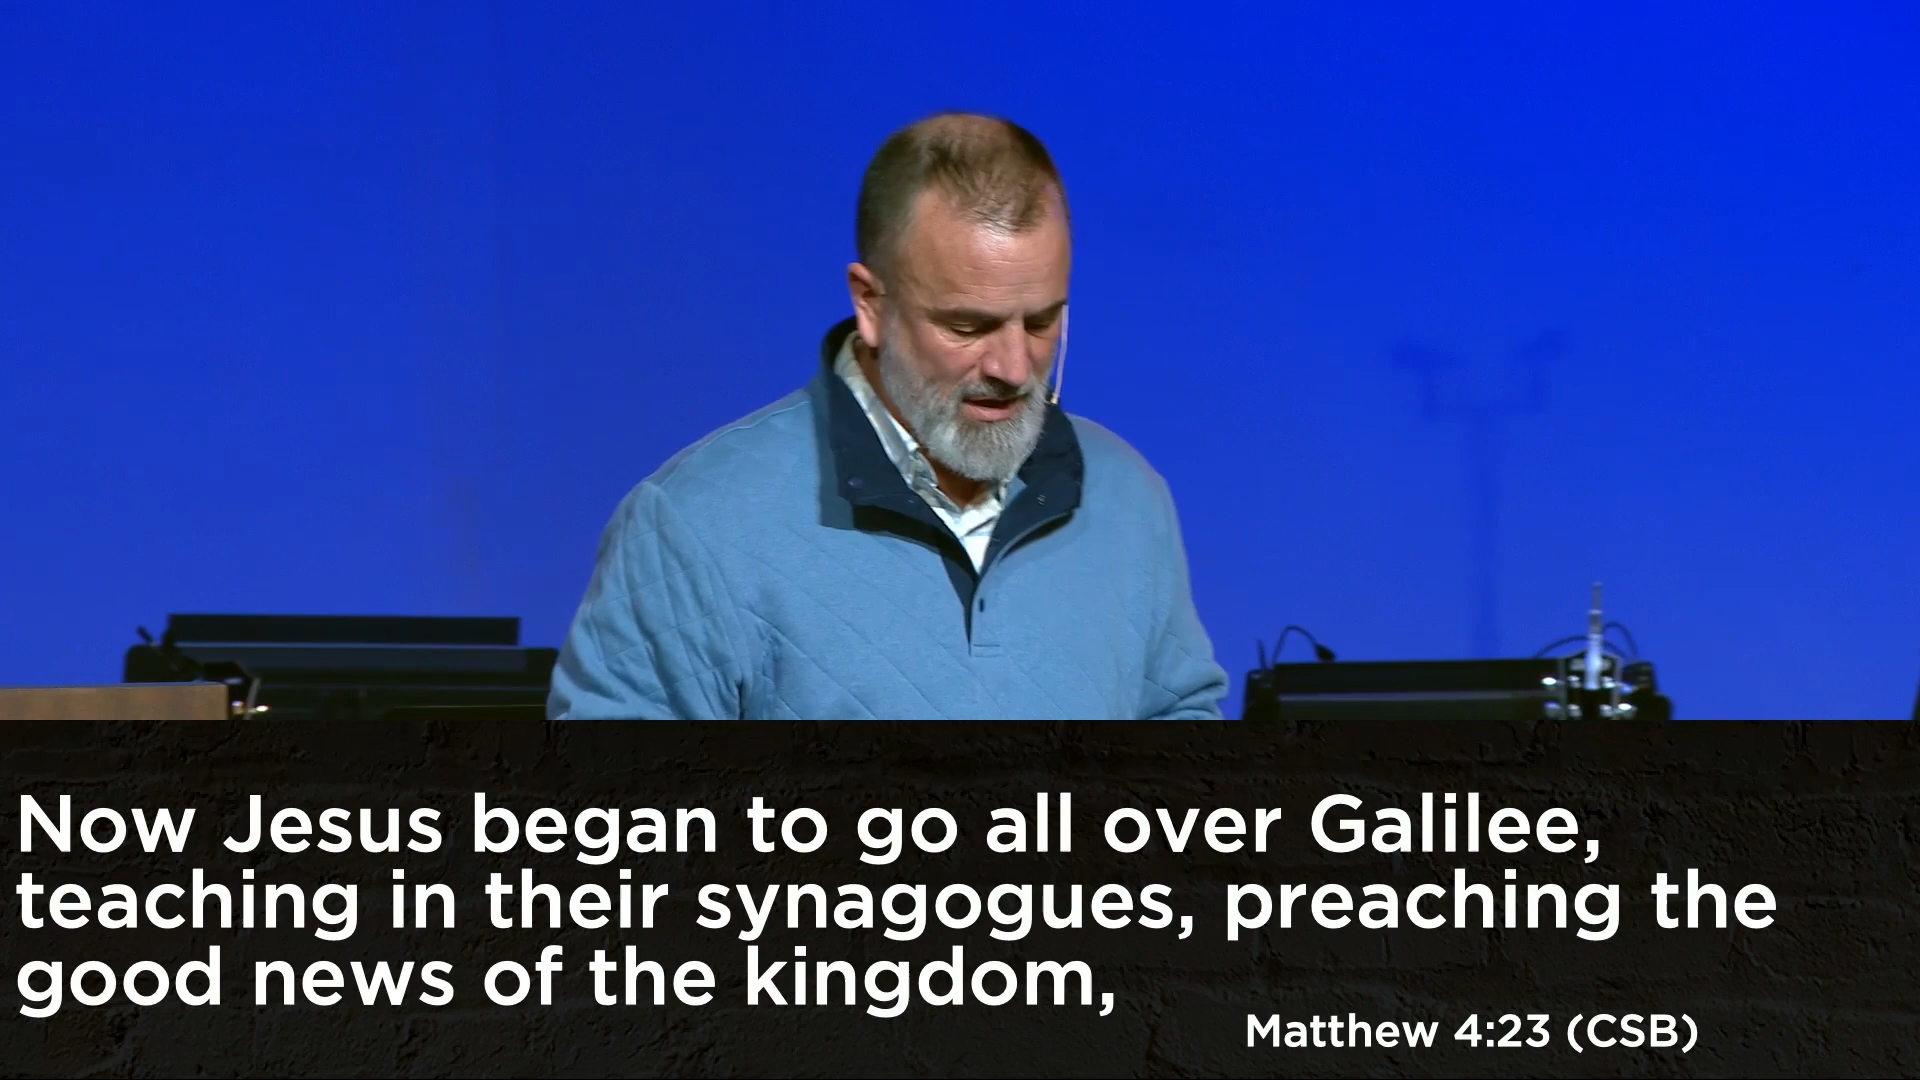 Now Jesus began to go all over Galilee,
teaching in their synagogues, preaching the
good news of the kingdom,
Matthew 4:23 (CSB)